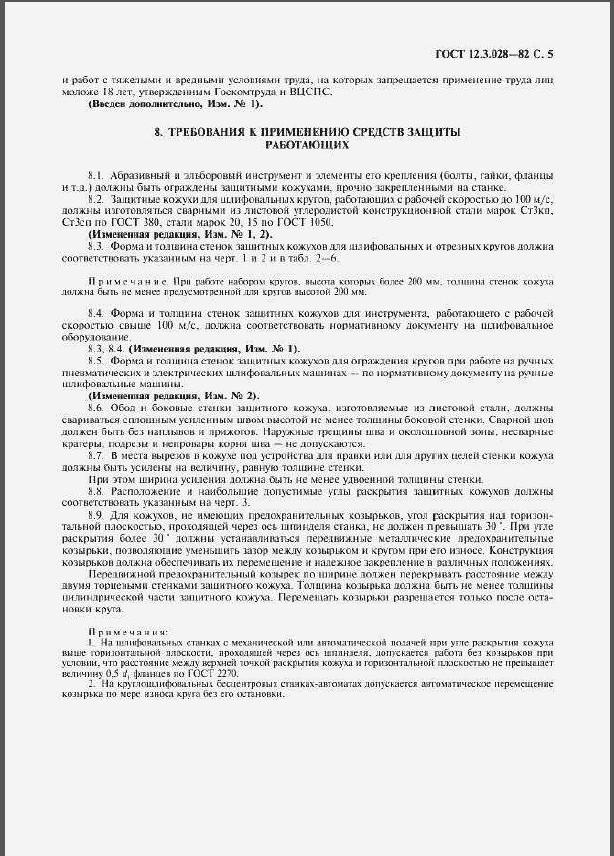 ГОСТ 12.3.028—82 С. 5
и работ с тяжелыми и вредными условиями труда, на которых запрещается применение труда лиц
моложе 18 лет, утвержденным Госкомтруда и ВЦСПС.
(Введен дополнительно, Изм. № 1).
8. ТРЕБОВАНИЯ К ПРИМЕНЕНИЮ СРЕДСТВ ЗАЩИТЫ
РАБОТАЮЩИХ
8.1. Абразивный и эльборовый инструмент и элементы его крепления (болты, гайки, фланцы
и т.д.) должны быть ограждены защитными кожухами, прочно закрепленными на станке.
8.2. Защитные кожухи для шлифовальных кругов, работающих с рабочей скоростью до 100 м/с,
должны изготовляться сварными из листовой углеродистой конструкционной стали марок Ст3кп,
Ст3сп по ГОСТ 380, стали марок 20, 15 по ГОСТ 1050.
(Измененная редакция, Изм. № 1, 2).
8.3. Форма и толщина стенок защитных кожухов для шлифовальных и отрезных кругов должна
соответствовать указанным на черт. 1 и 2 и в табл. 2—6.
Примечание. При работе набором кругов, высота которых более 200 мм, толщина стенок кожуха
должна быть не менее предусмотренной для кругов высотой 200 мм.
8.4. Форма и толщина стенок защитных кожухов для инструмента, работающего с рабочей
скоростью свыше 100 м/с, должна соответствовать нормативному документу на шлифовальное
оборудование.
8.3, 8.4. (Измененная редакция, Изм. № 1).
8.5. Форма и толщина стенок защитных кожухов для ограждения кругов при работе на ручных
пневматических и электрических шлифовальных машинах — по нормативному документу на ручные
шлифовальные машины.
(Измененная редакция, Изм. № 2).
8.6. Обод и боковые стенки защитного кожуха, изготовляемые из листовой стали, должны
свариваться сплошным усиленным швом высотой не менее толщины боковой стенки. Сварной шов
должен быть без наплывов и прижогов. Наружные трещины шва и околошовной зоны, несварные
кратеры, подрезы и непровары корня шва — не допускаются.
8.7. В места вырезов в кожухе под устройства для правки или для других целей стенки кожуха
должны быть усилены на величину, равную толщине стенки.
При этом ширина усиления должна быть не менее удвоенной толщины стенки.
8.8. Расположение и наибольшие допустимые углы раскрытия защитных кожухов должны
соответствовать указанным на черт. 3.
8.9. Для кожухов, не имеющих предохранительных козырьков, угол раскрытия над горизон-
тальной плоскостью, проходящей через ось шпинделя станка, не должен превышать 30°. При угле
раскрытия более 30° должны устанавливаться передвижные металлические предохранительные
козырьки, позволяющие уменьшить зазор между козырьком и кругом при его износе. Конструкция
козырьков должна обеспечивать их перемещение и надежное закрепление в различных положениях.
Передвижной предохранительный козырек по ширине должен перекрывать расстояние между
двумя торцевыми стенками защитного кожуха. Толщина козырька должна быть не менее толщины
цилиндрической части защитного кожуха. Перемещать козырьки разрешается только после оста-
новки круга.
Примечания:
1. На шлифовальных станках с механической или автоматической подачей при угле раскрытия кожуха
выше горизонтальной плоскости, проходящей через ось шпинделя, допускается работа без козырьков при
условии, что расстояние между верхней точкой раскрытия кожуха и горизонтальной плоскостью не превышает
величину 0,5 d, фланцев по ГОСТ 2270.
2. На круглошлифовальных бесцентровых станках-автоматах допускается автоматическое перемещение
козырька по мере износа круга без его остановки.